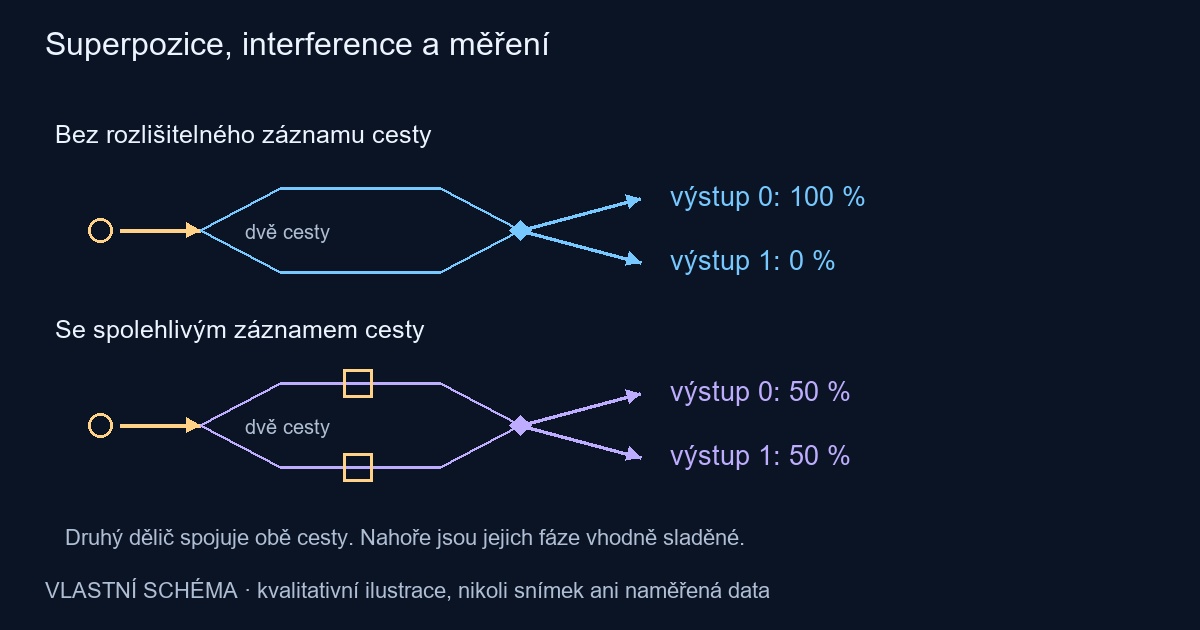 Superpozice, interference a měření
Bez rozlišitelného záznamu cesty
výstup 0: 100 %
dvě cesty
výstup 1: 0 %
Se spolehlivým záznamem cesty
výstup 0: 50 %
dvě cesty
výstup 1: 50 %
Druhý dělič spojuje obě cesty. Nahoře jsou jejich fáze vhodně sladěné.
VLASTNÍ SCHÉMA · kvalitativní ilustrace, nikoli snímek ani naměřená data